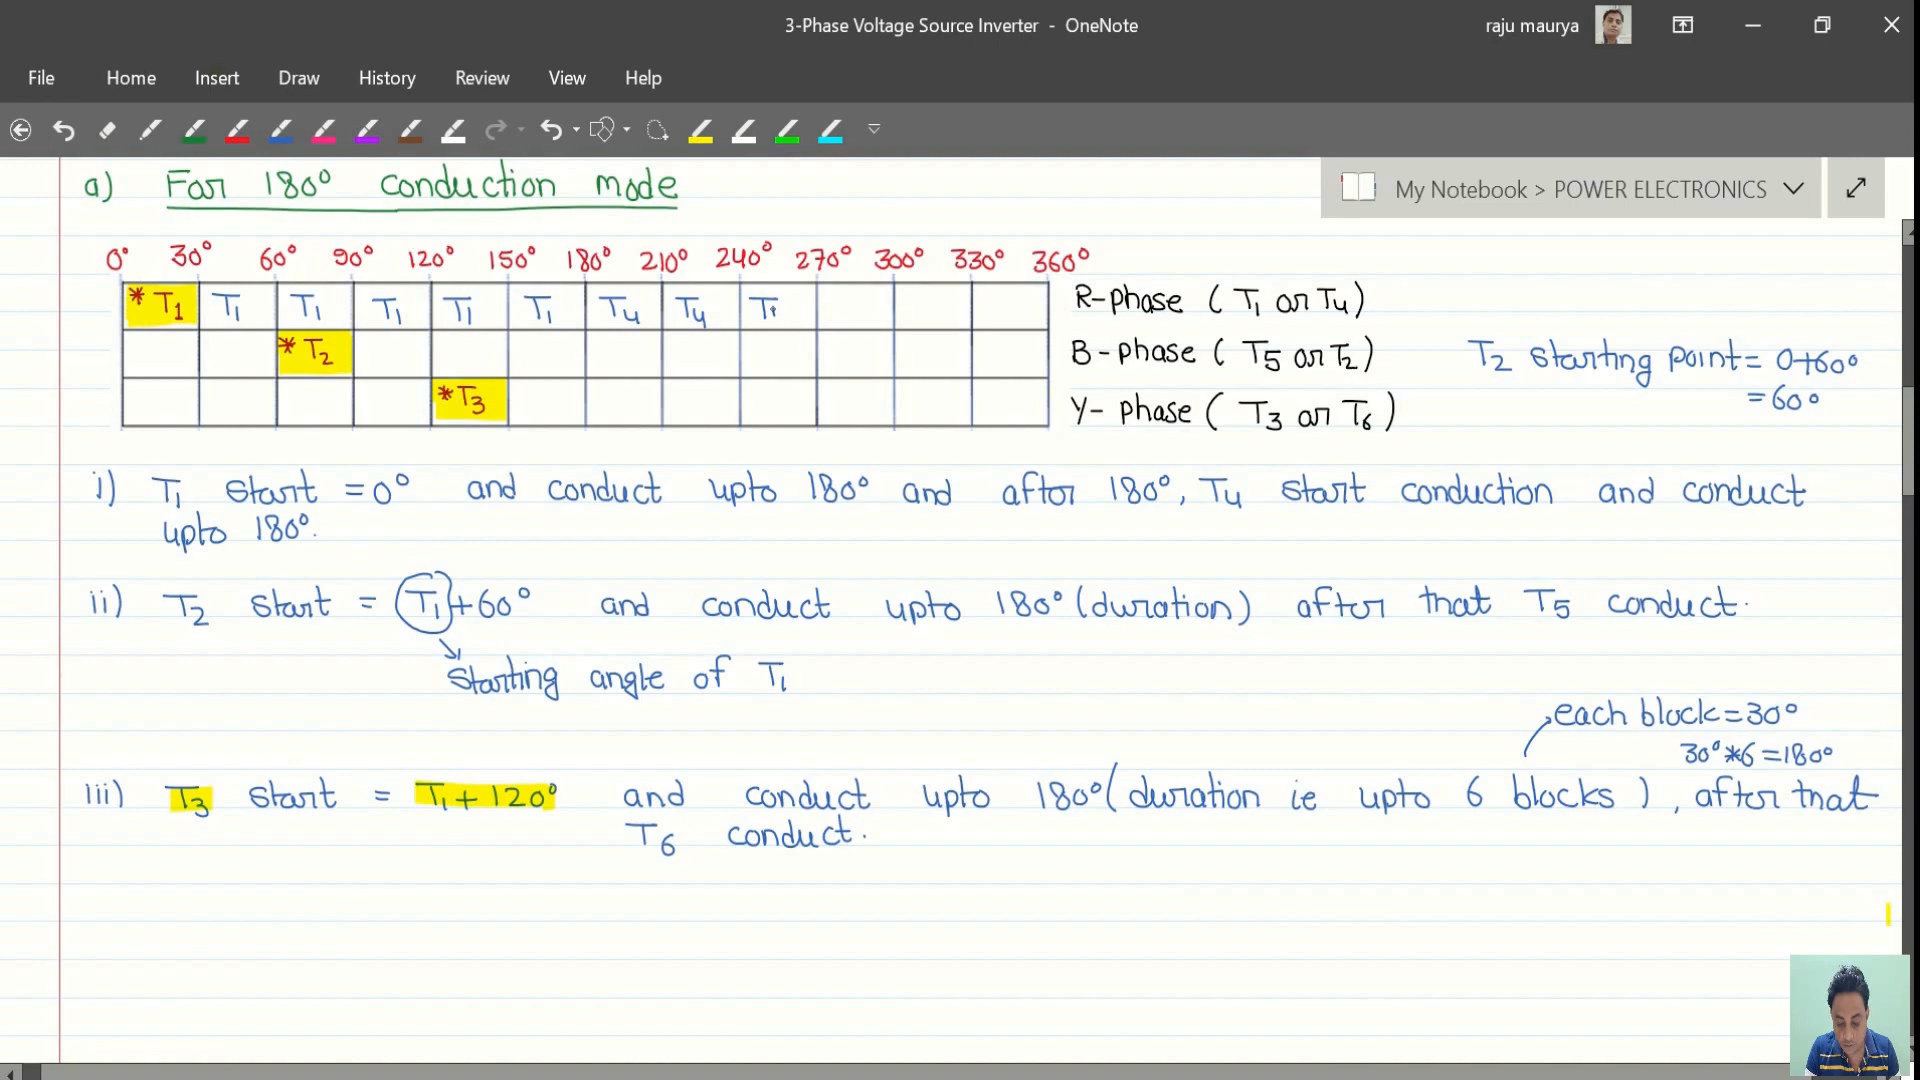 3-Phase Voltage Source Inverter - OneNote
raju maurya
File Home Insert Draw History Review View Help
My Notebook > POWER ELECTRONICS
a) For 180° conduction mode
0° 30° 60° 90° 120° 150° 180° 210° 240° 270° 300° 330° 360°
* T1 T1 T1 T1 T1 T1 T4 T4 R-phase (T1 or T4)
* T2 B-phase (T5 or T2)
* T3 Y-phase (T3 or T6)
T2 starting point = 0+60°
= 60°
i) T1 start = 0° and conduct upto 180° and after 180°, T4 start conduction and conduct
upto 180°.
ii) T2 start = T1 + 60° and conduct upto 180° (duration) after that T5 conduct.
starting angle of T1
each block = 30°
30° * 6 = 180°
iii) T3 start = T1 + 120° and conduct upto 180° (duration ie upto 6 blocks), after that
T6 conduct.